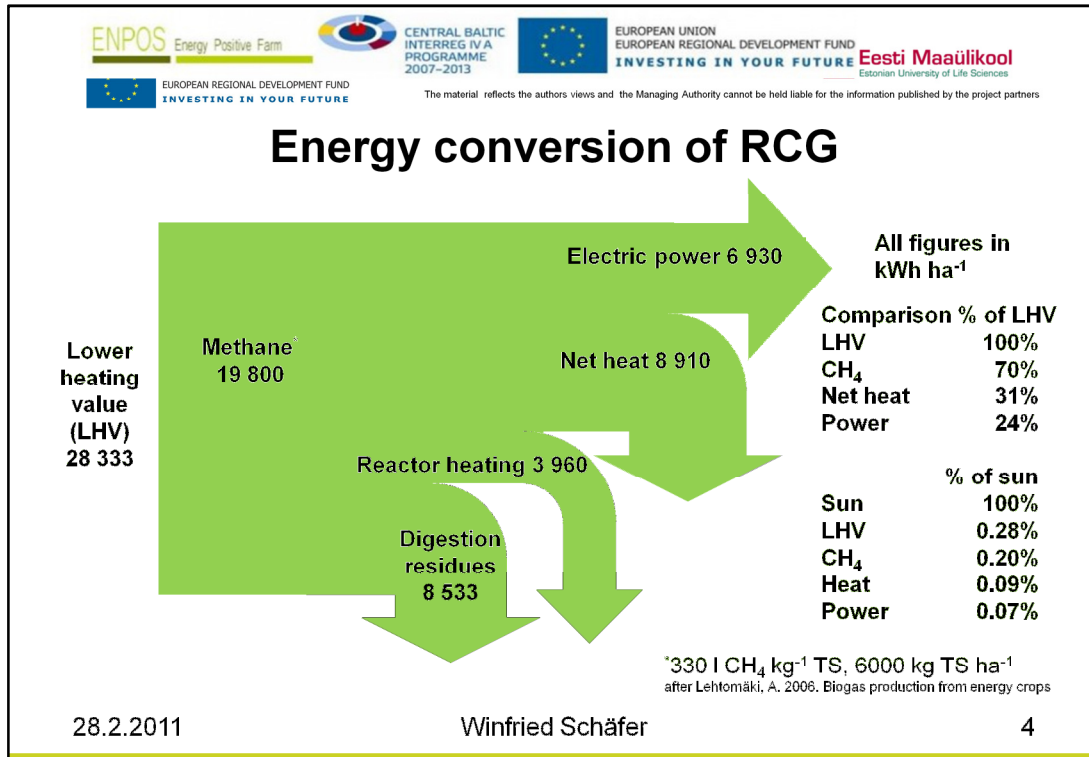 ENPOS Energy Positive Farm
CENTRAL BALTIC
INTERREG IV A
PROGRAMME
2007–2013
EUROPEAN UNION
EUROPEAN REGIONAL DEVELOPMENT FUND
INVESTING IN YOUR FUTURE
Eesti Maaülikool
Estonian University of Life Sciences
EUROPEAN REGIONAL DEVELOPMENT FUND
INVESTING IN YOUR FUTURE
The material reflects the authors views and the Managing Authority cannot be held liable for the information published by the project partners
Energy conversion of RCG
Lower
heating
value
(LHV)
28 333
Methane*
19 800
Electric power 6 930
Net heat 8 910
Reactor heating 3 960
Digestion
residues
8 533
All figures in
kWh ha⁻¹
Comparison % of LHV
LHV 100%
CH₄ 70%
Net heat 31%
Power 24%
% of sun
Sun 100%
LHV 0.28%
CH₄ 0.20%
Heat 0.09%
Power 0.07%
*330 l CH₄ kg⁻¹ TS, 6000 kg TS ha⁻¹
after Lehtomäki, A. 2006. Biogas production from energy crops
28.2.2011 Winfried Schäfer 4